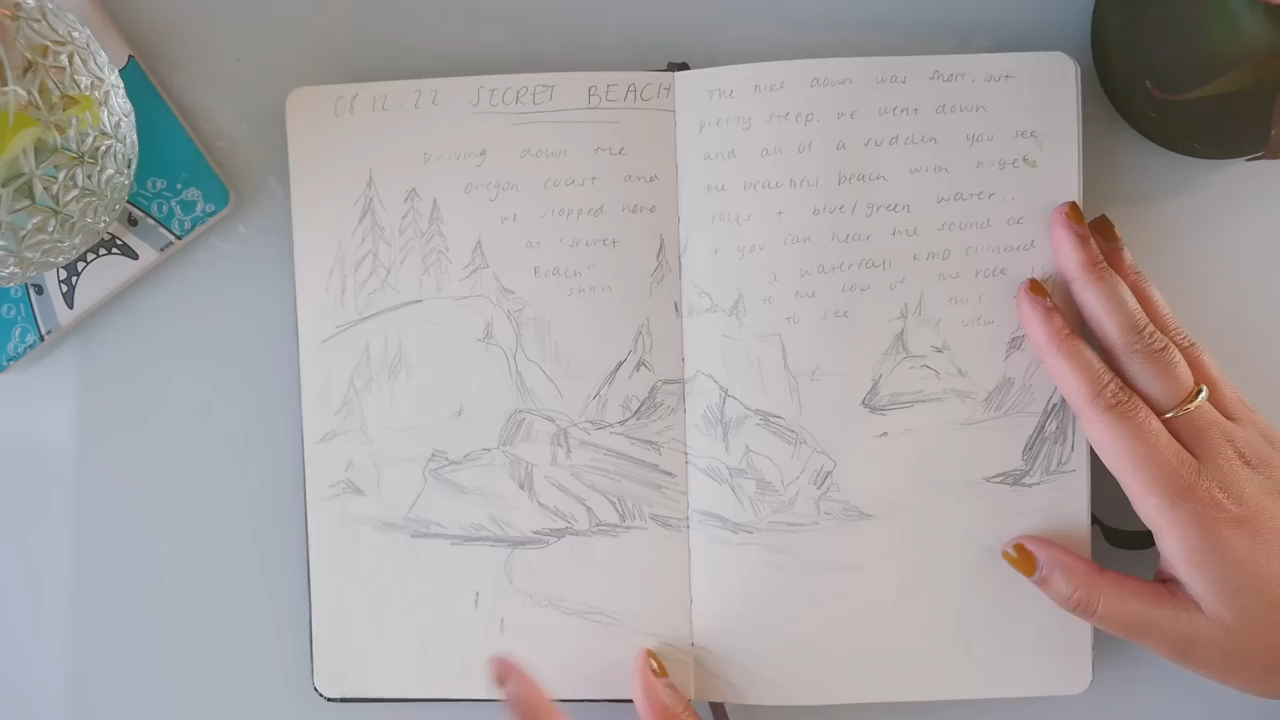 08.12.22 SECRET BEACH
Driving down the
oregon coast and
we stopped here
at "secret
Beach"
The hike down was short, but
pretty steep. we went down
and all of a sudden you see
the beautiful beach with huge
rocks + blue/green water..
+ you can hear the sound of
a waterfall. KMD climbed
to the top of the rock
to see this
view.